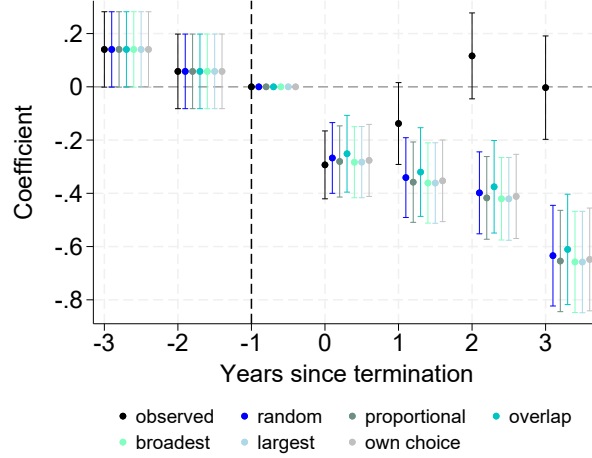 .2
0
-.2
-.4
-.6
-.8
Coefficient
-3 -2 -1 0 1 2 3
Years since termination
observed random proportional overlap
broadest largest own choice